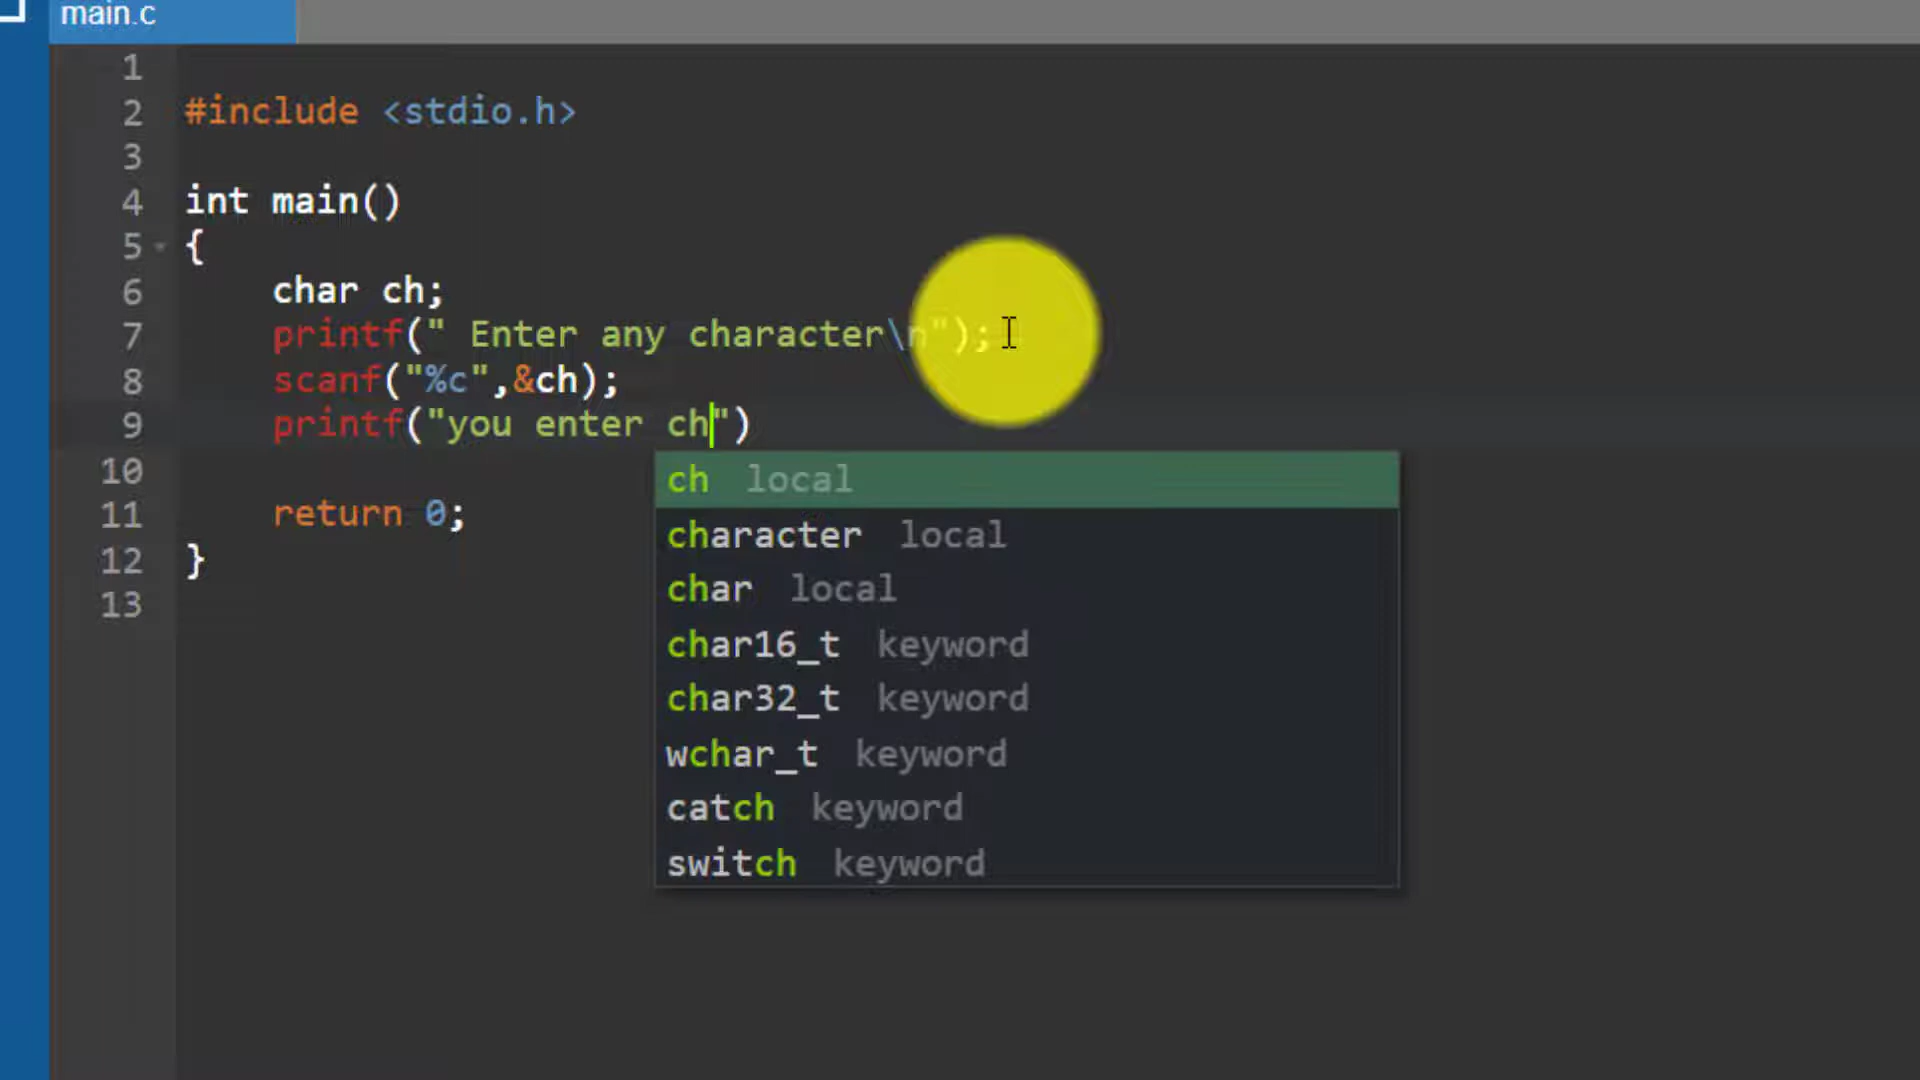 main.c
1
2 #include <stdio.h>
3
4 int main()
5 {
6 char ch;
7 printf(" Enter any character\n");
8 scanf("%c",&ch);
9 printf("you enter ch")
10
11 return 0;
12 }
13
ch local
character local
char local
char16_t keyword
char32_t keyword
wchar_t keyword
catch keyword
switch keyword